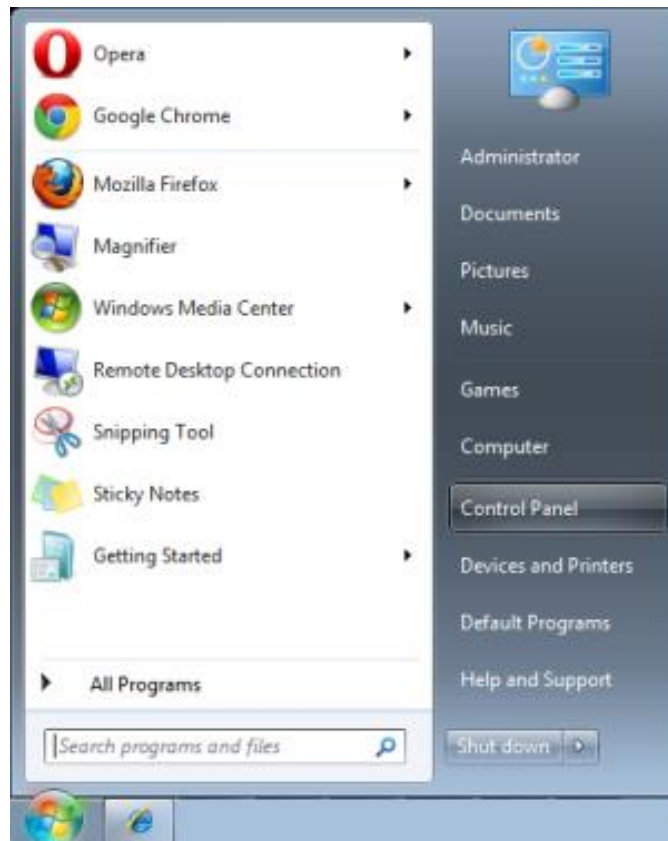 Opera
Google Chrome
Mozilla Firefox
Magnifier
Windows Media Center
Remote Desktop Connection
Snipping Tool
Sticky Notes
Getting Started
All Programs
Search programs and files
Administrator
Documents
Pictures
Music
Games
Computer
Control Panel
Devices and Printers
Default Programs
Help and Support
Shut down